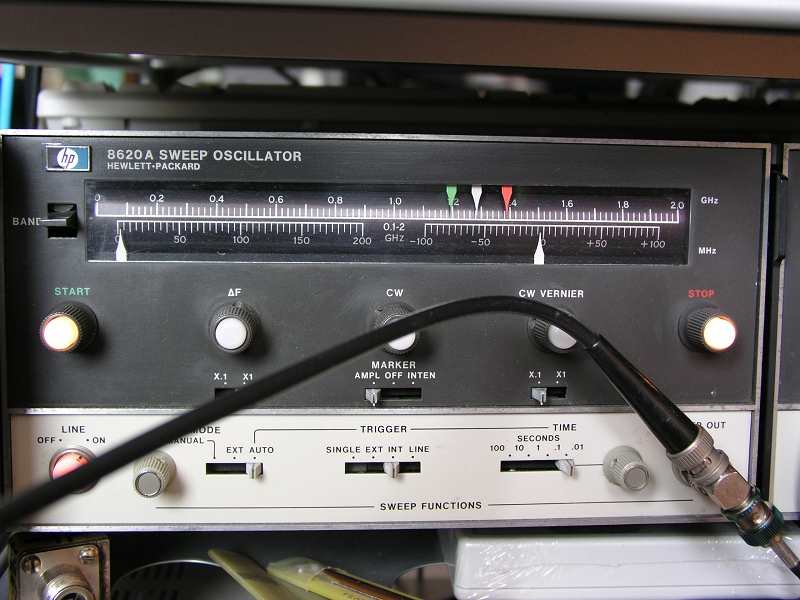 hp 8620A SWEEP OSCILLATOR
HEWLETT·PACKARD
0 0.2 0.4 0.6 0.8 1.0 1.2 1.4 1.6 1.8 2.0 GHz
BAND
0 50 100 150 200 0.1-2 GHz -100 -50 0 +50 +100
MHz
START ΔF CW CW VERNIER STOP
MARKER
X.1 X1 AMPL OFF INTEN X.1 X1
LINE MODE TRIGGER TIME OUT
OFF • • ON MANUAL EXT AUTO SINGLE EXT INT LINE SECONDS
100 10 1 .1 .01
SWEEP FUNCTIONS